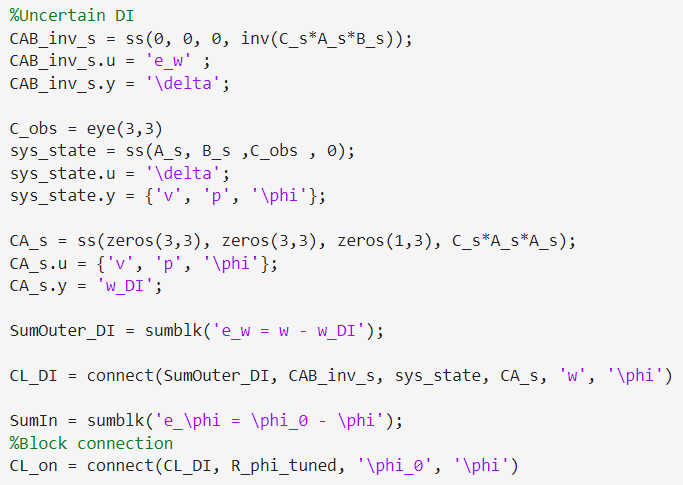 %Uncertain DI
CAB_inv_s = ss(0, 0, 0, inv(C_s*A_s*B_s));
CAB_inv_s.u = 'e_w' ;
CAB_inv_s.y = '\delta';
C_obs = eye(3,3)
sys_state = ss(A_s, B_s ,C_obs , 0);
sys_state.u = '\delta';
sys_state.y = {'v', 'p', '\phi'};
CA_s = ss(zeros(3,3), zeros(3,3), zeros(1,3), C_s*A_s*A_s);
CA_s.u = {'v', 'p', '\phi'};
CA_s.y = 'w_DI';
SumOuter_DI = sumblk('e_w = w - w_DI');
CL_DI = connect(SumOuter_DI, CAB_inv_s, sys_state, CA_s, 'w', '\phi')
SumIn = sumblk('e_\phi = \phi_0 - \phi');
%Block connection
CL_on = connect(CL_DI, R_phi_tuned, '\phi_0', '\phi')